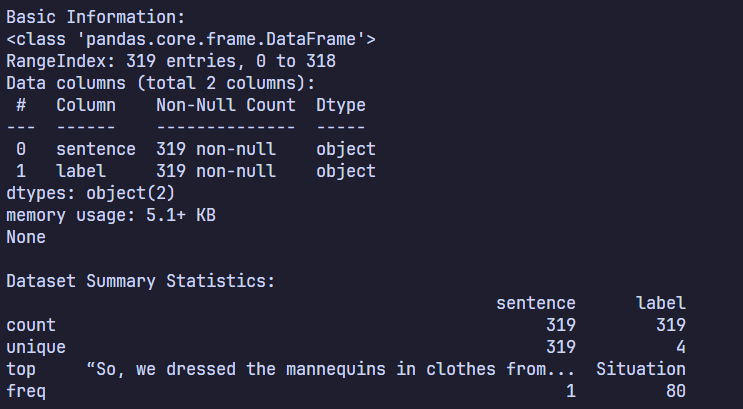 Basic Information:
<class 'pandas.core.frame.DataFrame'>
RangeIndex: 319 entries, 0 to 318
Data columns (total 2 columns):
 #   Column    Non-Null Count  Dtype
---  ------    --------------  -----
 0   sentence  319 non-null    object
 1   label     319 non-null    object
dtypes: object(2)
memory usage: 5.1+ KB
None

Dataset Summary Statistics:
                                                 sentence      label
count                                                 319        319
unique                                                319          4
top     “So, we dressed the mannequins in clothes from...  Situation
freq                                                    1         80